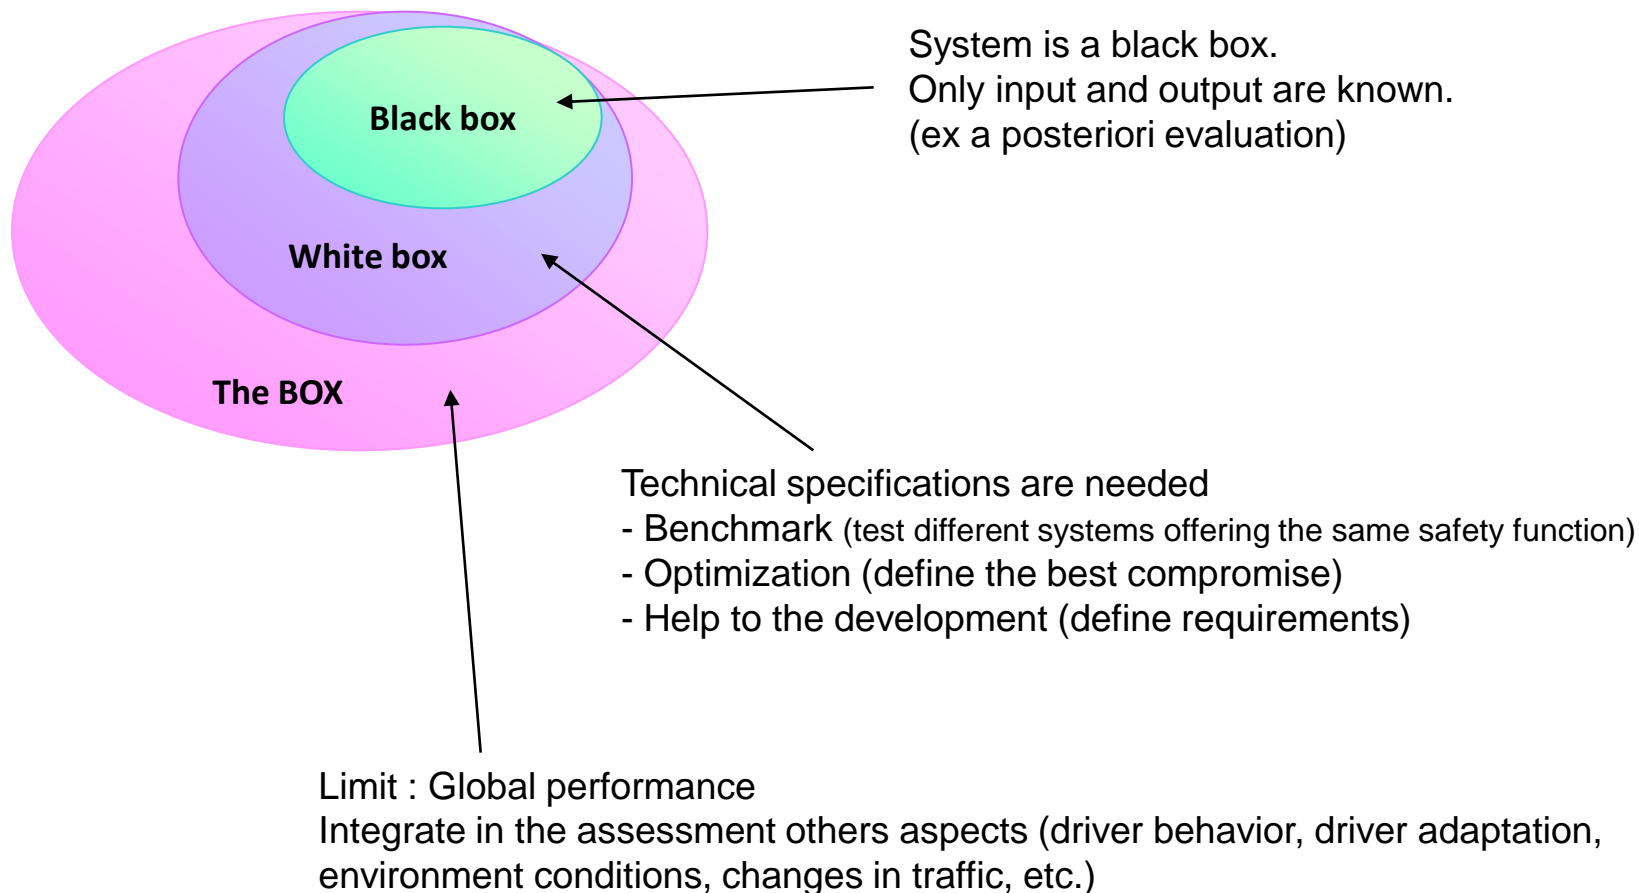 System is a black box.
Only input and output are known.
(ex a posteriori evaluation)
Black box
White box
The BOX
Technical specifications are needed
- Benchmark (test different systems offering the same safety function)
- Optimization (define the best compromise)
- Help to the development (define requirements)
Limit : Global performance
Integrate in the assessment others aspects (driver behavior, driver adaptation,
environment conditions, changes in traffic, etc.)